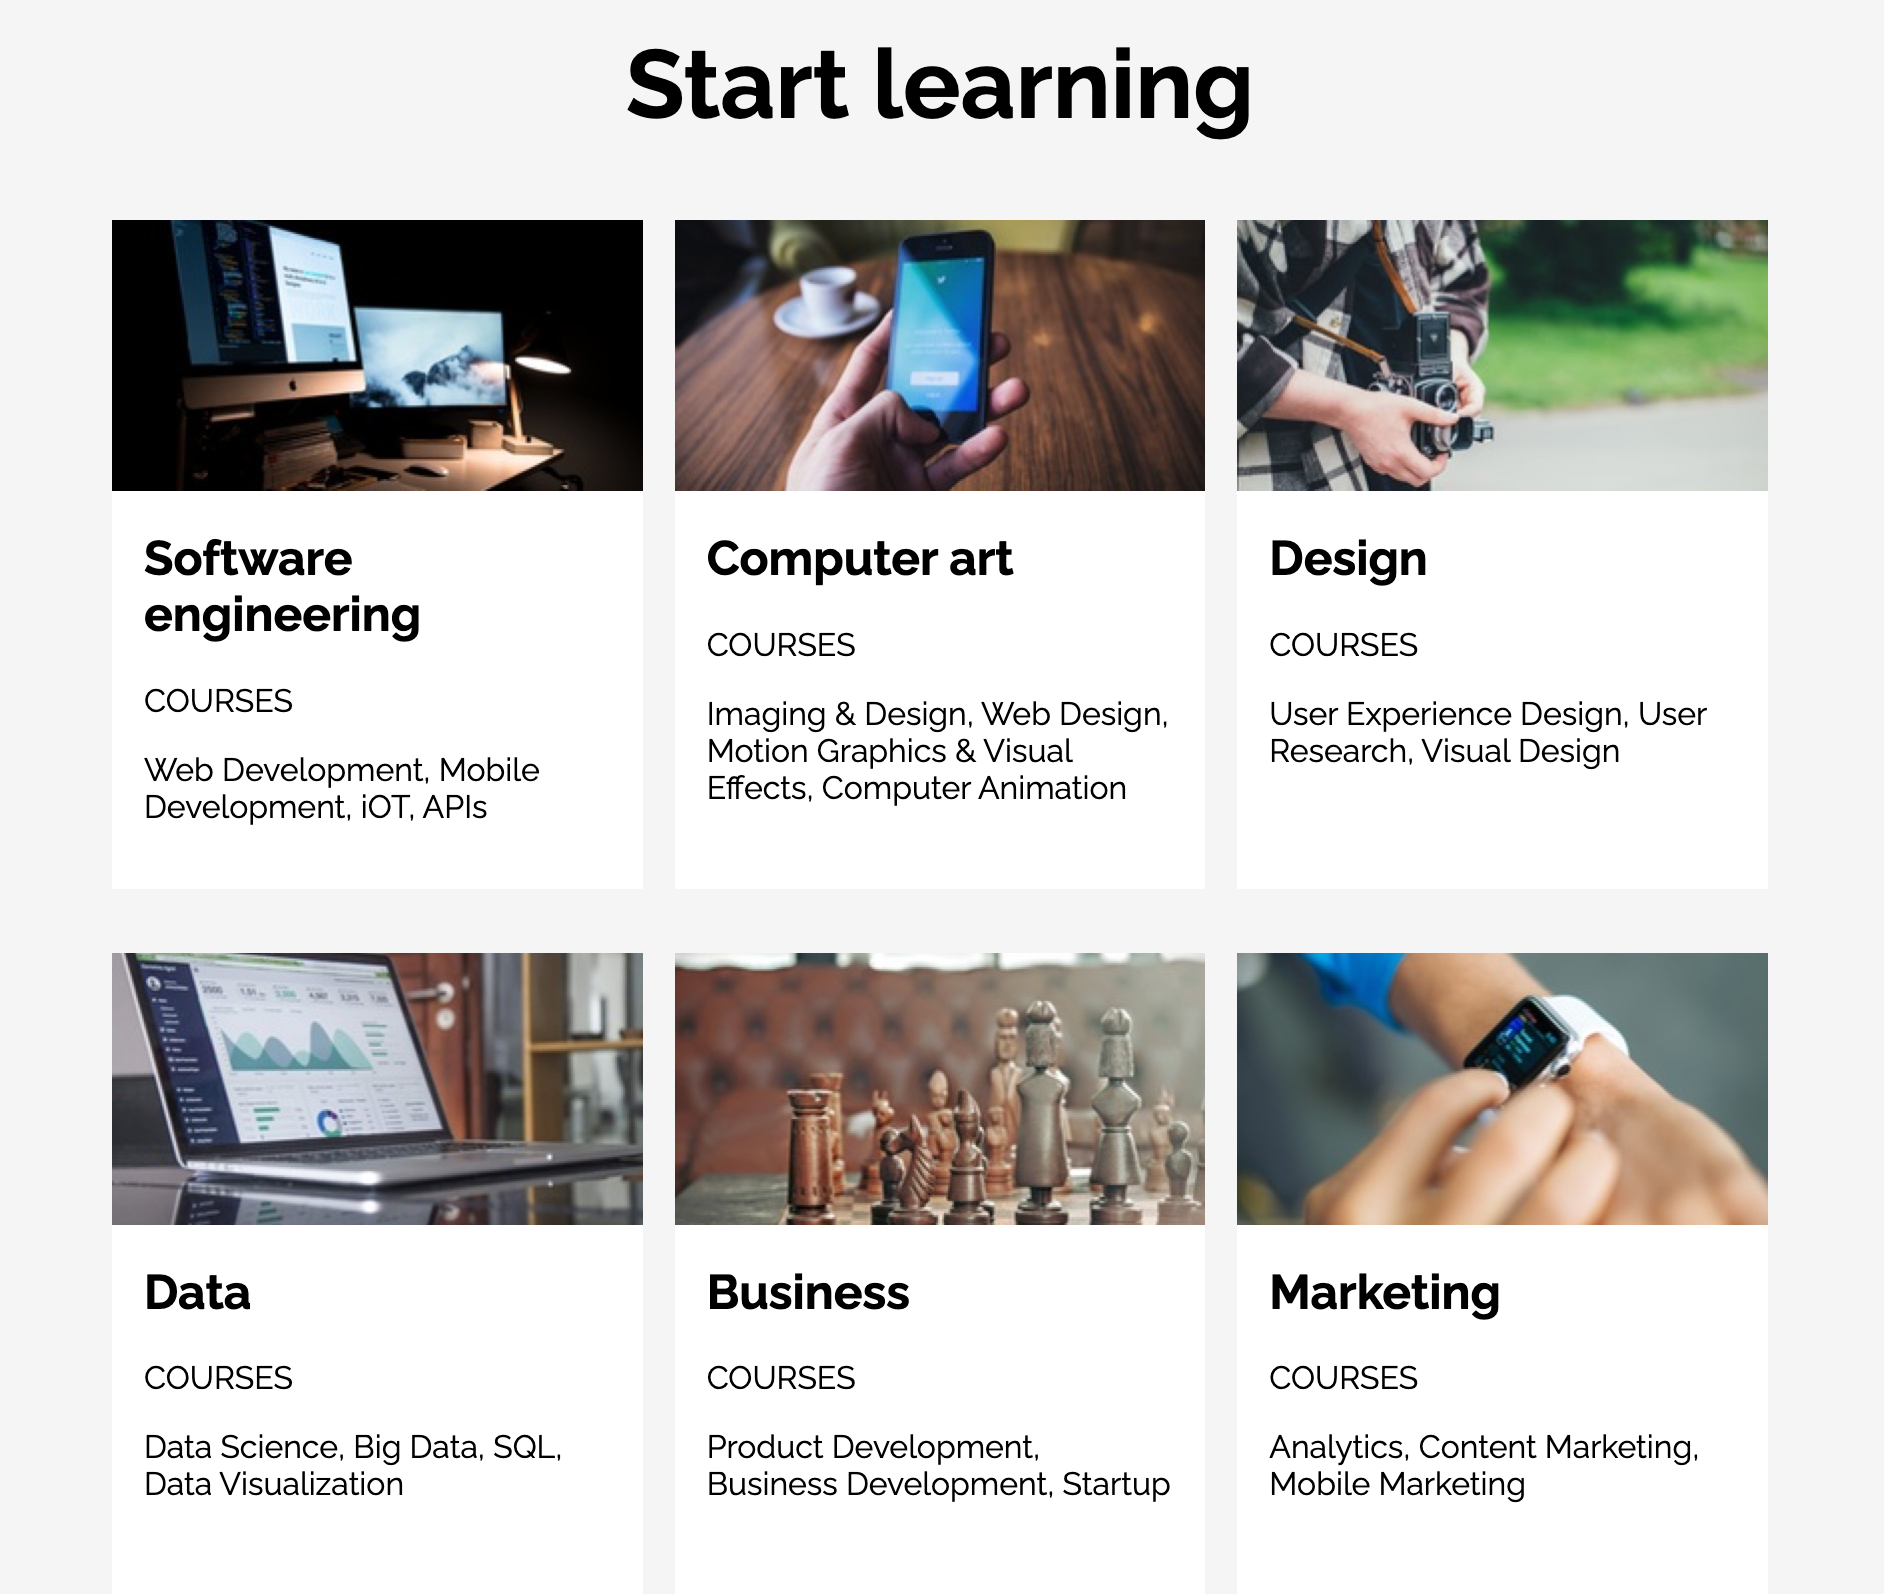 Start learning
Software
engineering
COURSES
Web Development, Mobile
Development, iOT, APIs
Computer art
COURSES
Imaging & Design, Web Design,
Motion Graphics & Visual
Effects, Computer Animation
Design
COURSES
User Experience Design, User
Research, Visual Design
Data
COURSES
Data Science, Big Data, SQL,
Data Visualization
Business
COURSES
Product Development,
Business Development, Startup
Marketing
COURSES
Analytics, Content Marketing,
Mobile Marketing